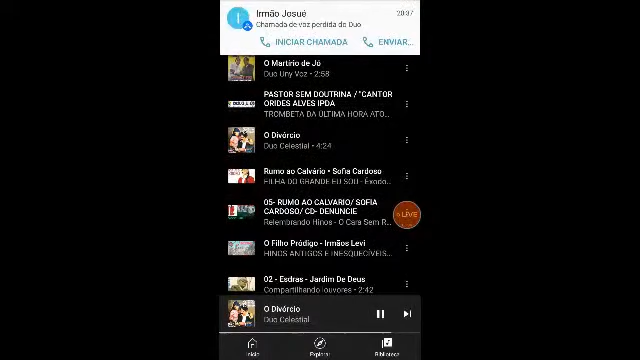 Irmão Josué
20:37
Chamada de voz perdida do Duo
INICIAR CHAMADA
ENVIAR...
O Martírio de Jó
Duo Uny Voz • 2:58
PASTOR SEM DOUTRINA / "CANTOR
ORIDES ALVES IPDA
TROMBETA DA ÚLTIMA HORA ATO...
O Divórcio
Duo Celestial • 4:24
Rumo ao Calvário • Sofia Cardoso
FILHA DO GRANDE EU SOU - Êxodo...
05- RUMO AO CALVARIO/ SOFIA
CARDOSO/ CD- DENUNCIE
Relembrando Hinos - O Cara Sem R...
LIVE
O Filho Pródigo - Irmãos Levi
HINOS ANTIGOS E INESQUECÍVEIS...
02 - Esdras - Jardim De Deus
Compartilhando louvores • 2:42
O Divórcio
Duo Celestial
Início
Explorar
Biblioteca